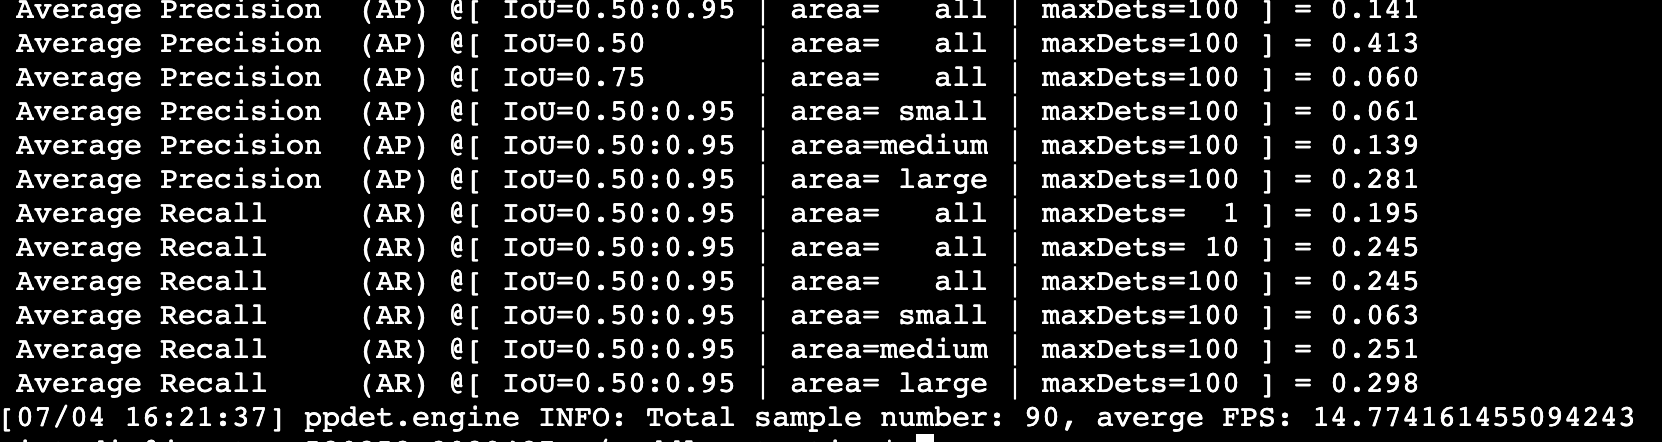 Average Precision  (AP) @[ IoU=0.50:0.95 | area=   all | maxDets=100 ] = 0.141
Average Precision  (AP) @[ IoU=0.50      | area=   all | maxDets=100 ] = 0.413
Average Precision  (AP) @[ IoU=0.75      | area=   all | maxDets=100 ] = 0.060
Average Precision  (AP) @[ IoU=0.50:0.95 | area= small | maxDets=100 ] = 0.061
Average Precision  (AP) @[ IoU=0.50:0.95 | area=medium | maxDets=100 ] = 0.139
Average Precision  (AP) @[ IoU=0.50:0.95 | area= large | maxDets=100 ] = 0.281
Average Recall     (AR) @[ IoU=0.50:0.95 | area=   all | maxDets=  1 ] = 0.195
Average Recall     (AR) @[ IoU=0.50:0.95 | area=   all | maxDets= 10 ] = 0.245
Average Recall     (AR) @[ IoU=0.50:0.95 | area=   all | maxDets=100 ] = 0.245
Average Recall     (AR) @[ IoU=0.50:0.95 | area= small | maxDets=100 ] = 0.063
Average Recall     (AR) @[ IoU=0.50:0.95 | area=medium | maxDets=100 ] = 0.251
Average Recall     (AR) @[ IoU=0.50:0.95 | area= large | maxDets=100 ] = 0.298
[07/04 16:21:37] ppdet.engine INFO: Total sample number: 90, averge FPS: 14.774161455094243